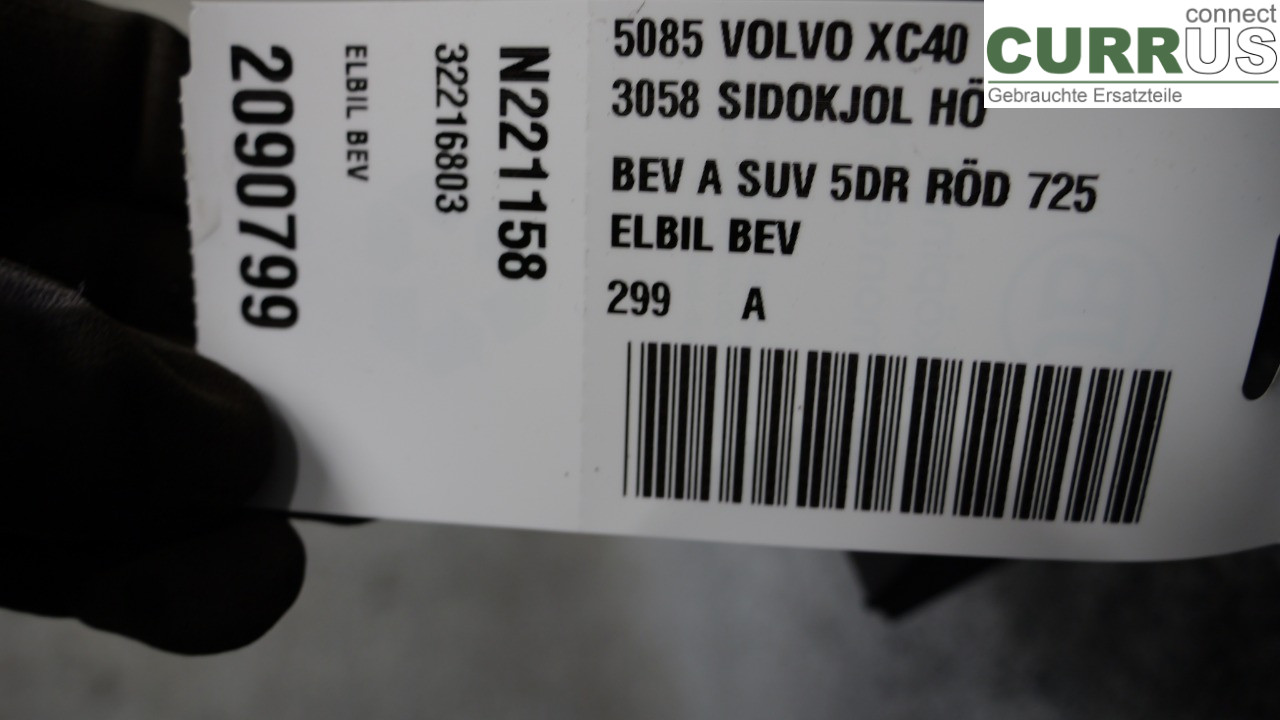 5085 VOLVO XC40
3058 SIDOKJOL HÖ
BEV A SUV 5DR RÖD 725
ELBIL BEV
299 A
N221158
32216803
ELBIL BEV
2090799
connect
CURRUS
Gebrauchte Ersatzteile